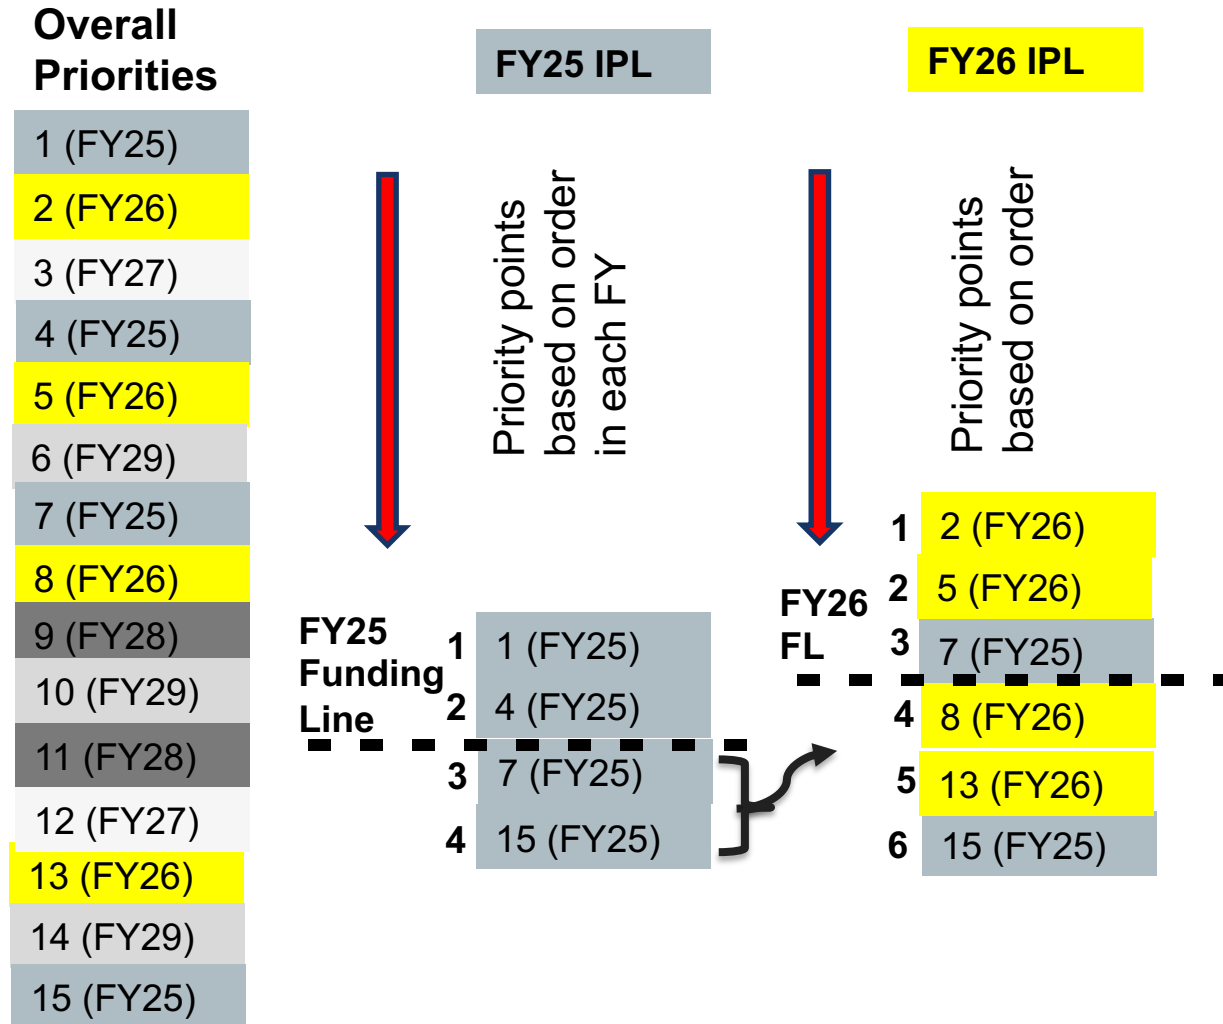 Overall
Priorities
1 (FY25)
2 (FY26)
3 (FY27)
4 (FY25)
5 (FY26)
6 (FY29)
7 (FY25)
8 (FY26)
9 (FY28)
10 (FY29)
11 (FY28)
12 (FY27)
13 (FY26)
14 (FY29)
15 (FY25)
FY25 IPL
Priority points
based on order
in each FY
FY25
Funding
Line
1 1 (FY25)
2 4 (FY25)
3 7 (FY25)
4 15 (FY25)
FY26 IPL
Priority points
based on order
FY26
FL
1 2 (FY26)
2 5 (FY26)
3 7 (FY25)
4 8 (FY26)
5 13 (FY26)
6 15 (FY25)